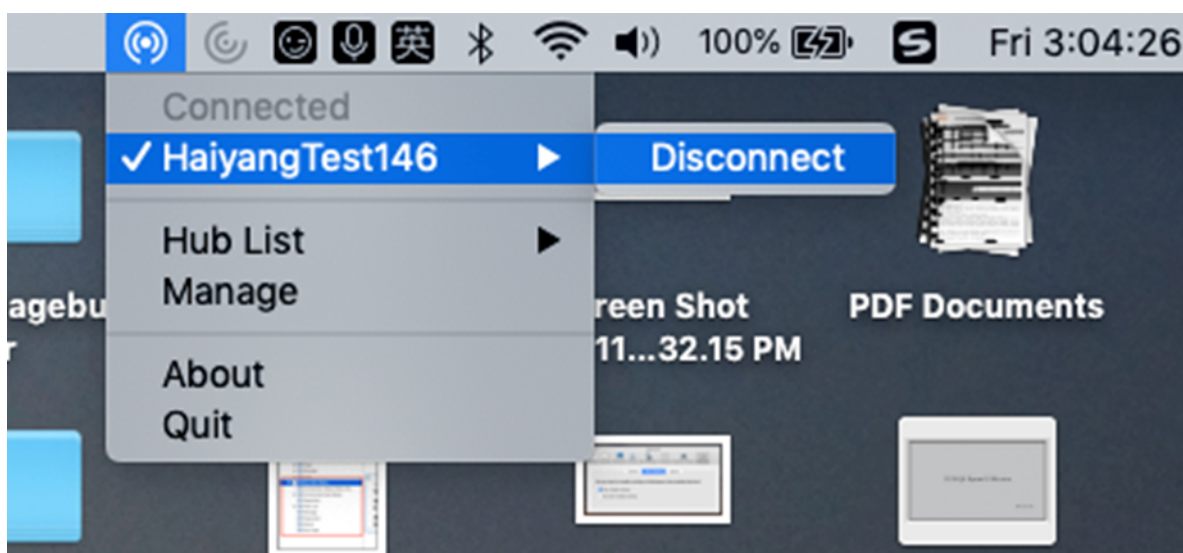 英 100% S Fri 3:04:26
Connected
HaiyangTest146
Disconnect
Hub List
Manage
About
Quit
agebu
r
reen Shot
11...32.15 PM
PDF Documents